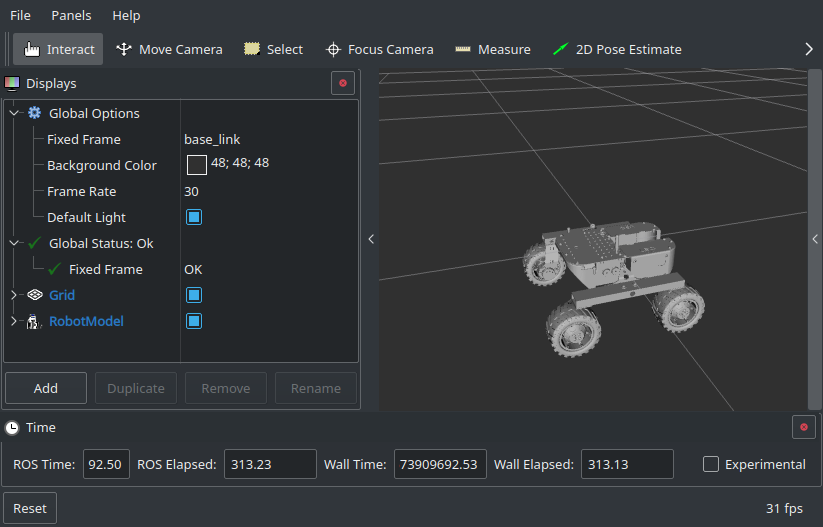 File Panels Help
Interact Move Camera Select Focus Camera Measure 2D Pose Estimate
Displays
Global Options
Fixed Frame base_link
Background Color 48; 48; 48
Frame Rate 30
Default Light
Global Status: Ok
Fixed Frame OK
Grid
RobotModel
Add Duplicate Remove Rename
Time
ROS Time: 92.50 ROS Elapsed: 313.23 Wall Time: 73909692.53 Wall Elapsed: 313.13 Experimental
Reset 31 fps